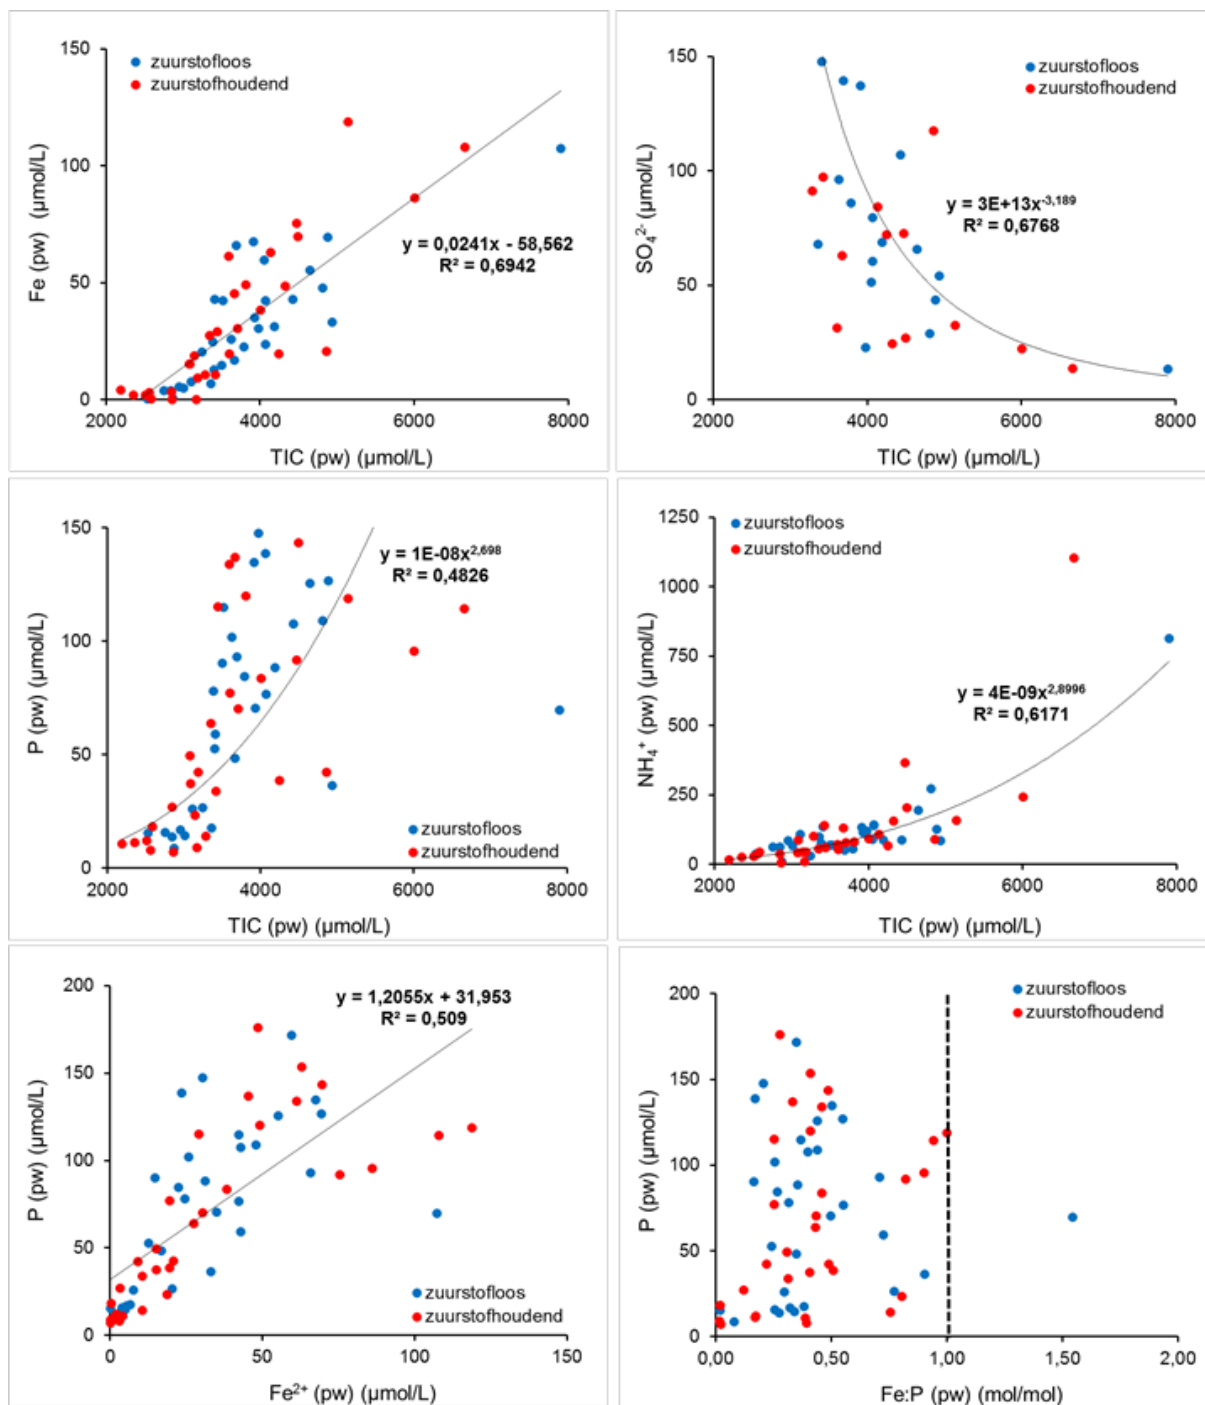 150
zuurstofloos
zuurstofhoudend
100
Fe (pw) (µmol/L)
y = 0,0241x - 58,562
R² = 0,6942
50
0
2000 4000 6000 8000
TIC (pw) (µmol/L)
150
zuurstofloos
zuurstofhoudend
100
SO₄²⁻ (µmol/L)
y = 3E+13x⁻³,¹⁸⁹
R² = 0,6768
50
0
2000 4000 6000 8000
TIC (pw) (µmol/L)
150
y = 1E-08x²,⁶⁹⁸
R² = 0,4826
100
P (pw) (µmol/L)
50
zuurstofloos
zuurstofhoudend
0
2000 4000 6000 8000
TIC (pw) (µmol/L)
1250
zuurstofloos
zuurstofhoudend
1000
750
NH₄⁺ (pw) (µmol/L)
y = 4E-09x²,⁸⁹⁹⁶
R² = 0,6171
500
250
0
2000 4000 6000 8000
TIC (pw) (µmol/L)
200
y = 1,2055x + 31,953
R² = 0,509
150
P (pw) (µmol/L)
100
50
zuurstofloos
zuurstofhoudend
0
0 50 100 150
Fe²⁺ (pw) (µmol/L)
zuurstofloos
200
zuurstofhoudend
150
P (pw) (µmol/L)
100
50
0
0,00 0,50 1,00 1,50 2,00
Fe:P (pw) (mol/mol)